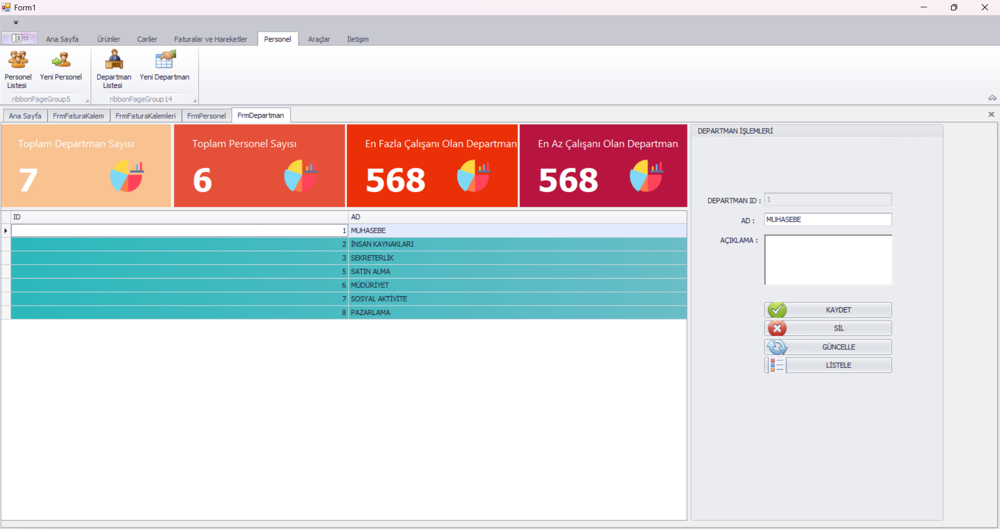 Form1
Ana Sayfa Ürünler Cariler Faturalar ve Hareketler Personel Araçlar İletişim
Personel Listesi
Yeni Personel
Departman Listesi
Yeni Departman
ribbonPageGroup5
ribbonPageGroup14
Ana Sayfa FrmFaturaKalem FrmFaturaKalemleri FrmPersonel FrmDepartman
Toplam Departman Sayısı
7
Toplam Personel Sayısı
6
En Fazla Çalışanı Olan Departman
568
En Az Çalışanı Olan Departman
568
ID AD
1 MUHASEBE
2 İNSAN KAYNAKLARI
3 SEKRETERLİK
5 SATIN ALMA
6 MÜDÜRİYET
7 SOSYAL AKTİVİTE
8 PAZARLAMA
DEPARTMAN İŞLEMLERİ
DEPARTMAN ID : 1
AD : MUHASEBE
AÇIKLAMA :
KAYDET
SİL
GÜNCELLE
LİSTELE